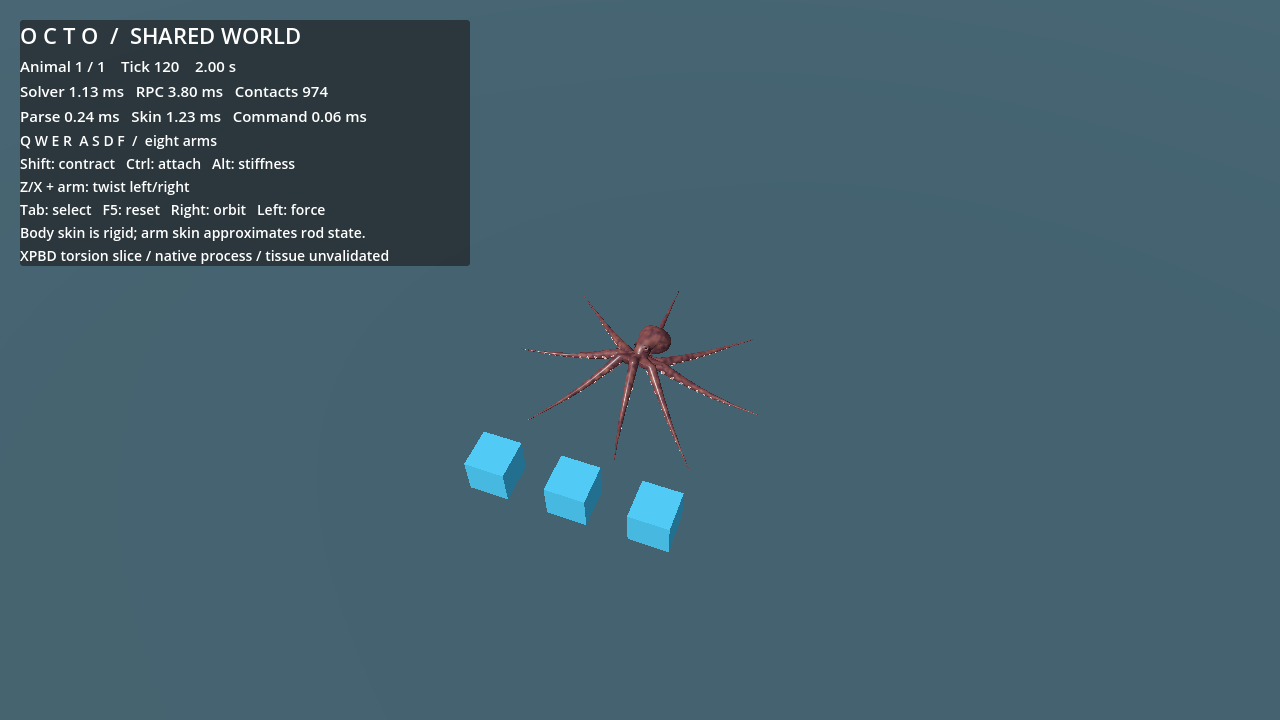 O C T O / SHARED WORLD
Animal 1 / 1 Tick 120 2.00 s
Solver 1.13 ms RPC 3.80 ms Contacts 974
Parse 0.24 ms Skin 1.23 ms Command 0.06 ms
Q W E R A S D F / eight arms
Shift: contract Ctrl: attach Alt: stiffness
Z/X + arm: twist left/right
Tab: select F5: reset Right: orbit Left: force
Body skin is rigid; arm skin approximates rod state.
XPBD torsion slice / native process / tissue unvalidated